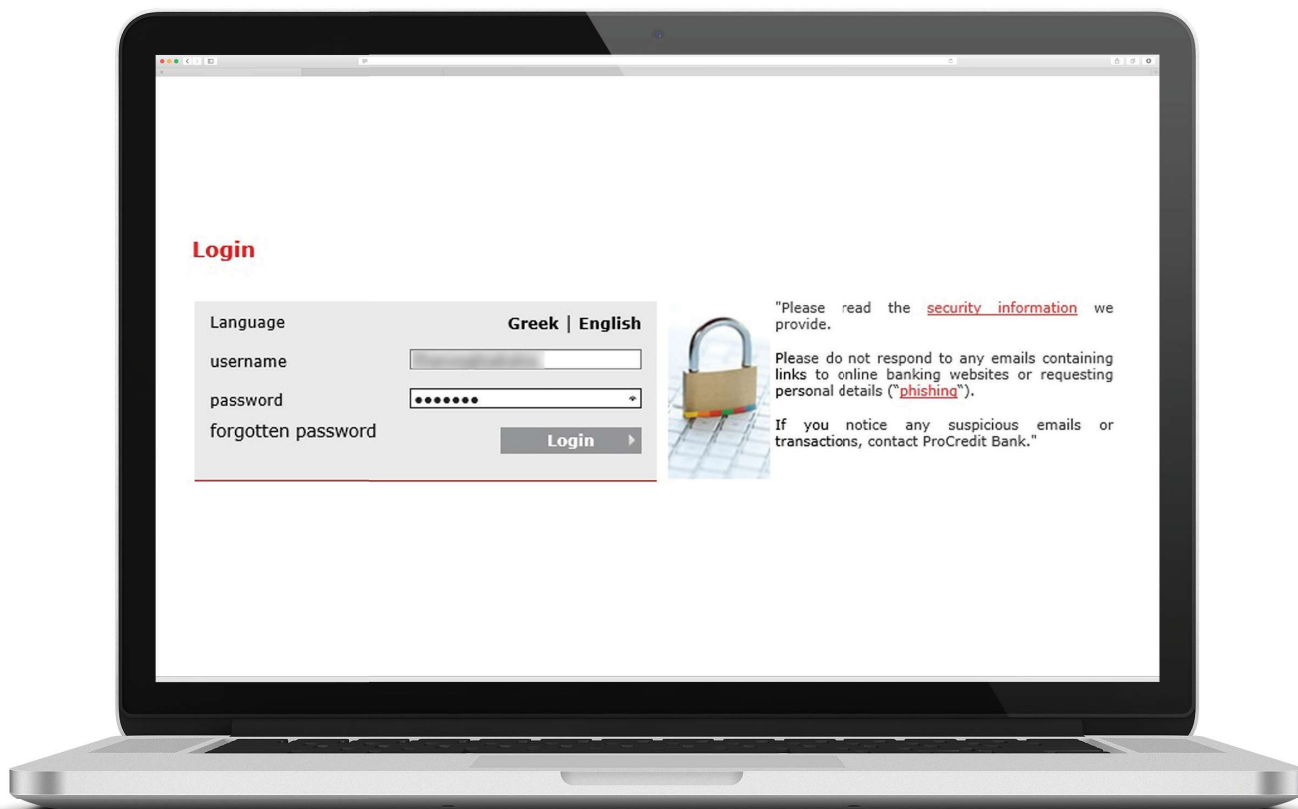 Login
Language
Greek | English
username
password
•••••••
forgotten password
Login
"Please read the security information we
provide.
Please do not respond to any emails containing
links to online banking websites or requesting
personal details (“phishing“).
If you notice any suspicious emails or
transactions, contact ProCredit Bank."